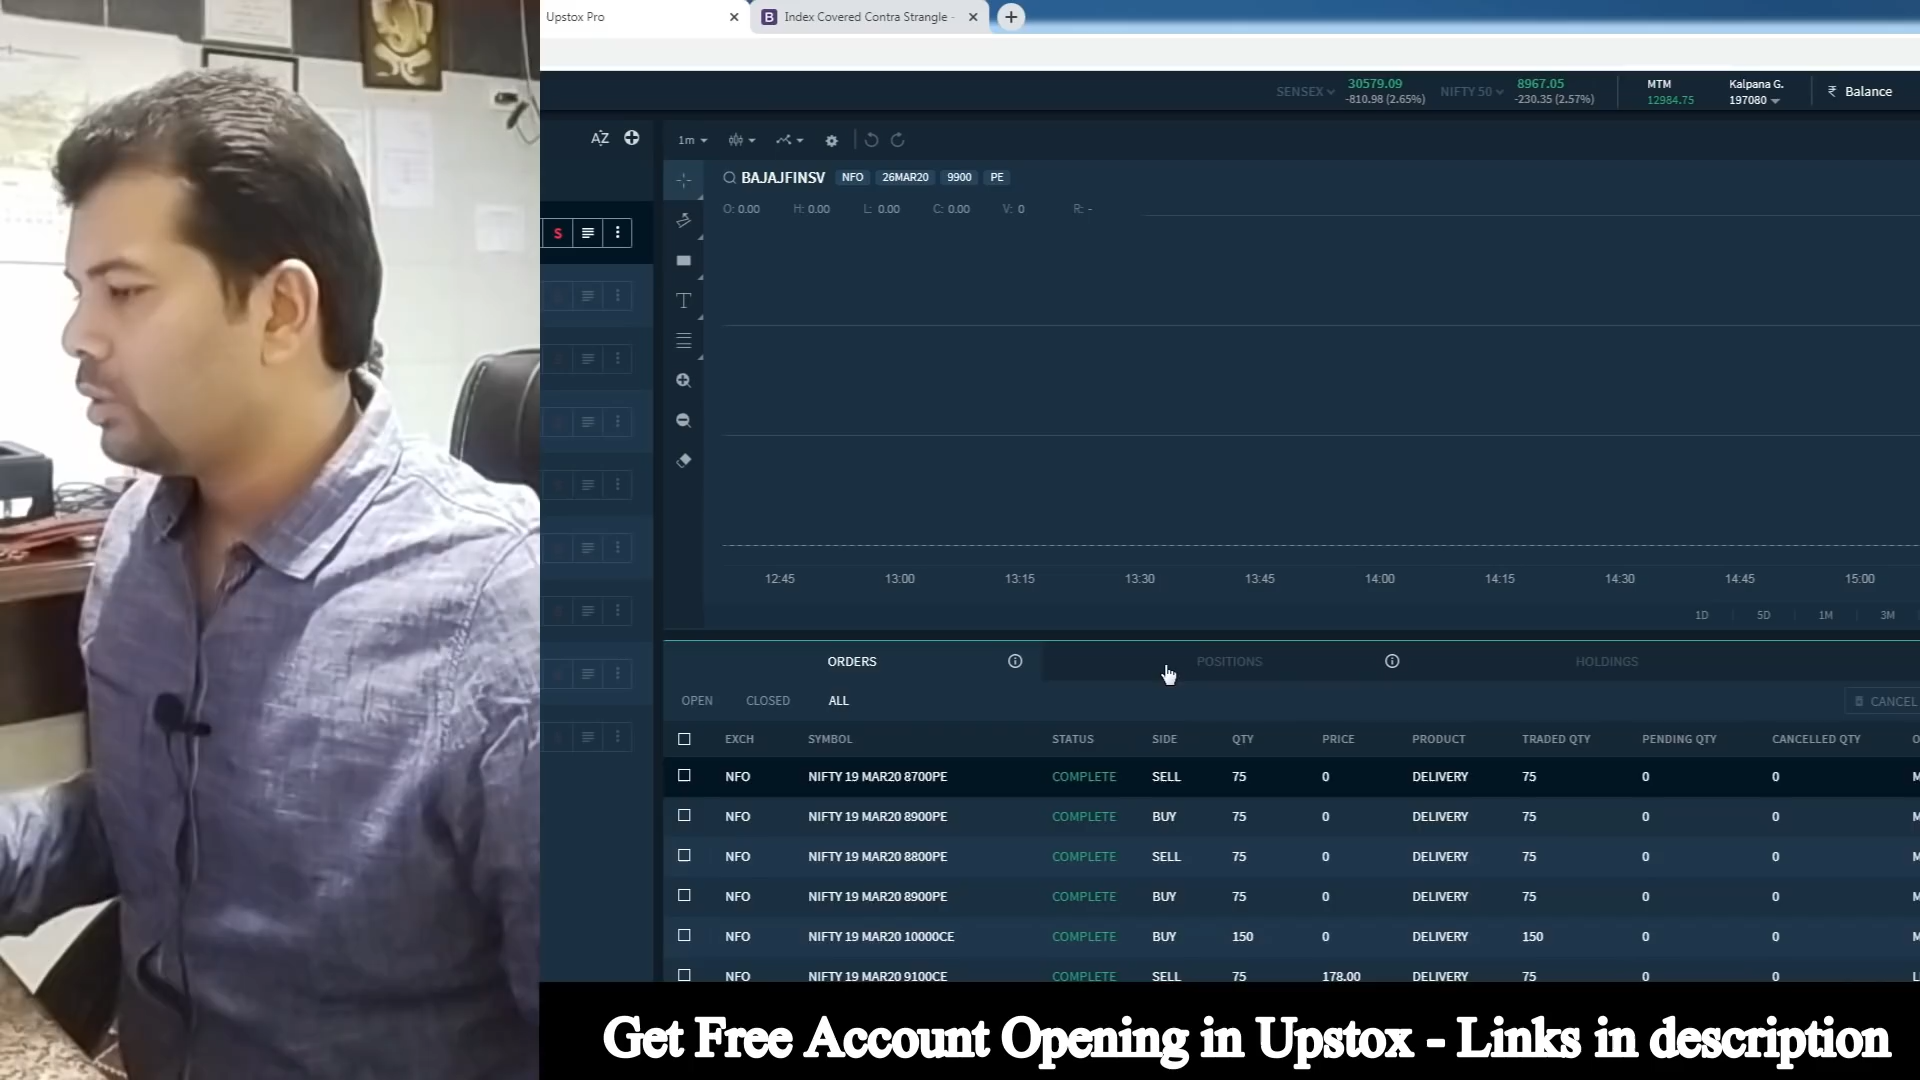 Upstox Pro
Index Covered Contra Strangle -
SENSEX 30579.09 -810.98 (2.65%)
NIFTY 50 8967.05 -230.35 (2.57%)
MTM 12984.75
Kalpana G. 197080
₹ Balance
AZ
1m
S
BAJAJFINSV NFO 26MAR20 9900 PE
O: 0.00 H: 0.00 L: 0.00 C: 0.00 V: 0 R: -
T
12:45 13:00 13:15 13:30 13:45 14:00 14:15 14:30 14:45 15:00
1D 5D 1M 3M
ORDERS POSITIONS HOLDINGS
OPEN CLOSED ALL CANCEL
EXCH SYMBOL STATUS SIDE QTY PRICE PRODUCT TRADED QTY PENDING QTY CANCELLED QTY
NFO NIFTY 19 MAR20 8700PE COMPLETE SELL 75 0 DELIVERY 75 0 0
NFO NIFTY 19 MAR20 8900PE COMPLETE BUY 75 0 DELIVERY 75 0 0
NFO NIFTY 19 MAR20 8800PE COMPLETE SELL 75 0 DELIVERY 75 0 0
NFO NIFTY 19 MAR20 8900PE COMPLETE BUY 75 0 DELIVERY 75 0 0
NFO NIFTY 19 MAR20 10000CE COMPLETE BUY 150 0 DELIVERY 150 0 0
NFO NIFTY 19 MAR20 9100CE COMPLETE SELL 75 178.00 DELIVERY 75 0 0
Get Free Account Opening in Upstox - Links in description